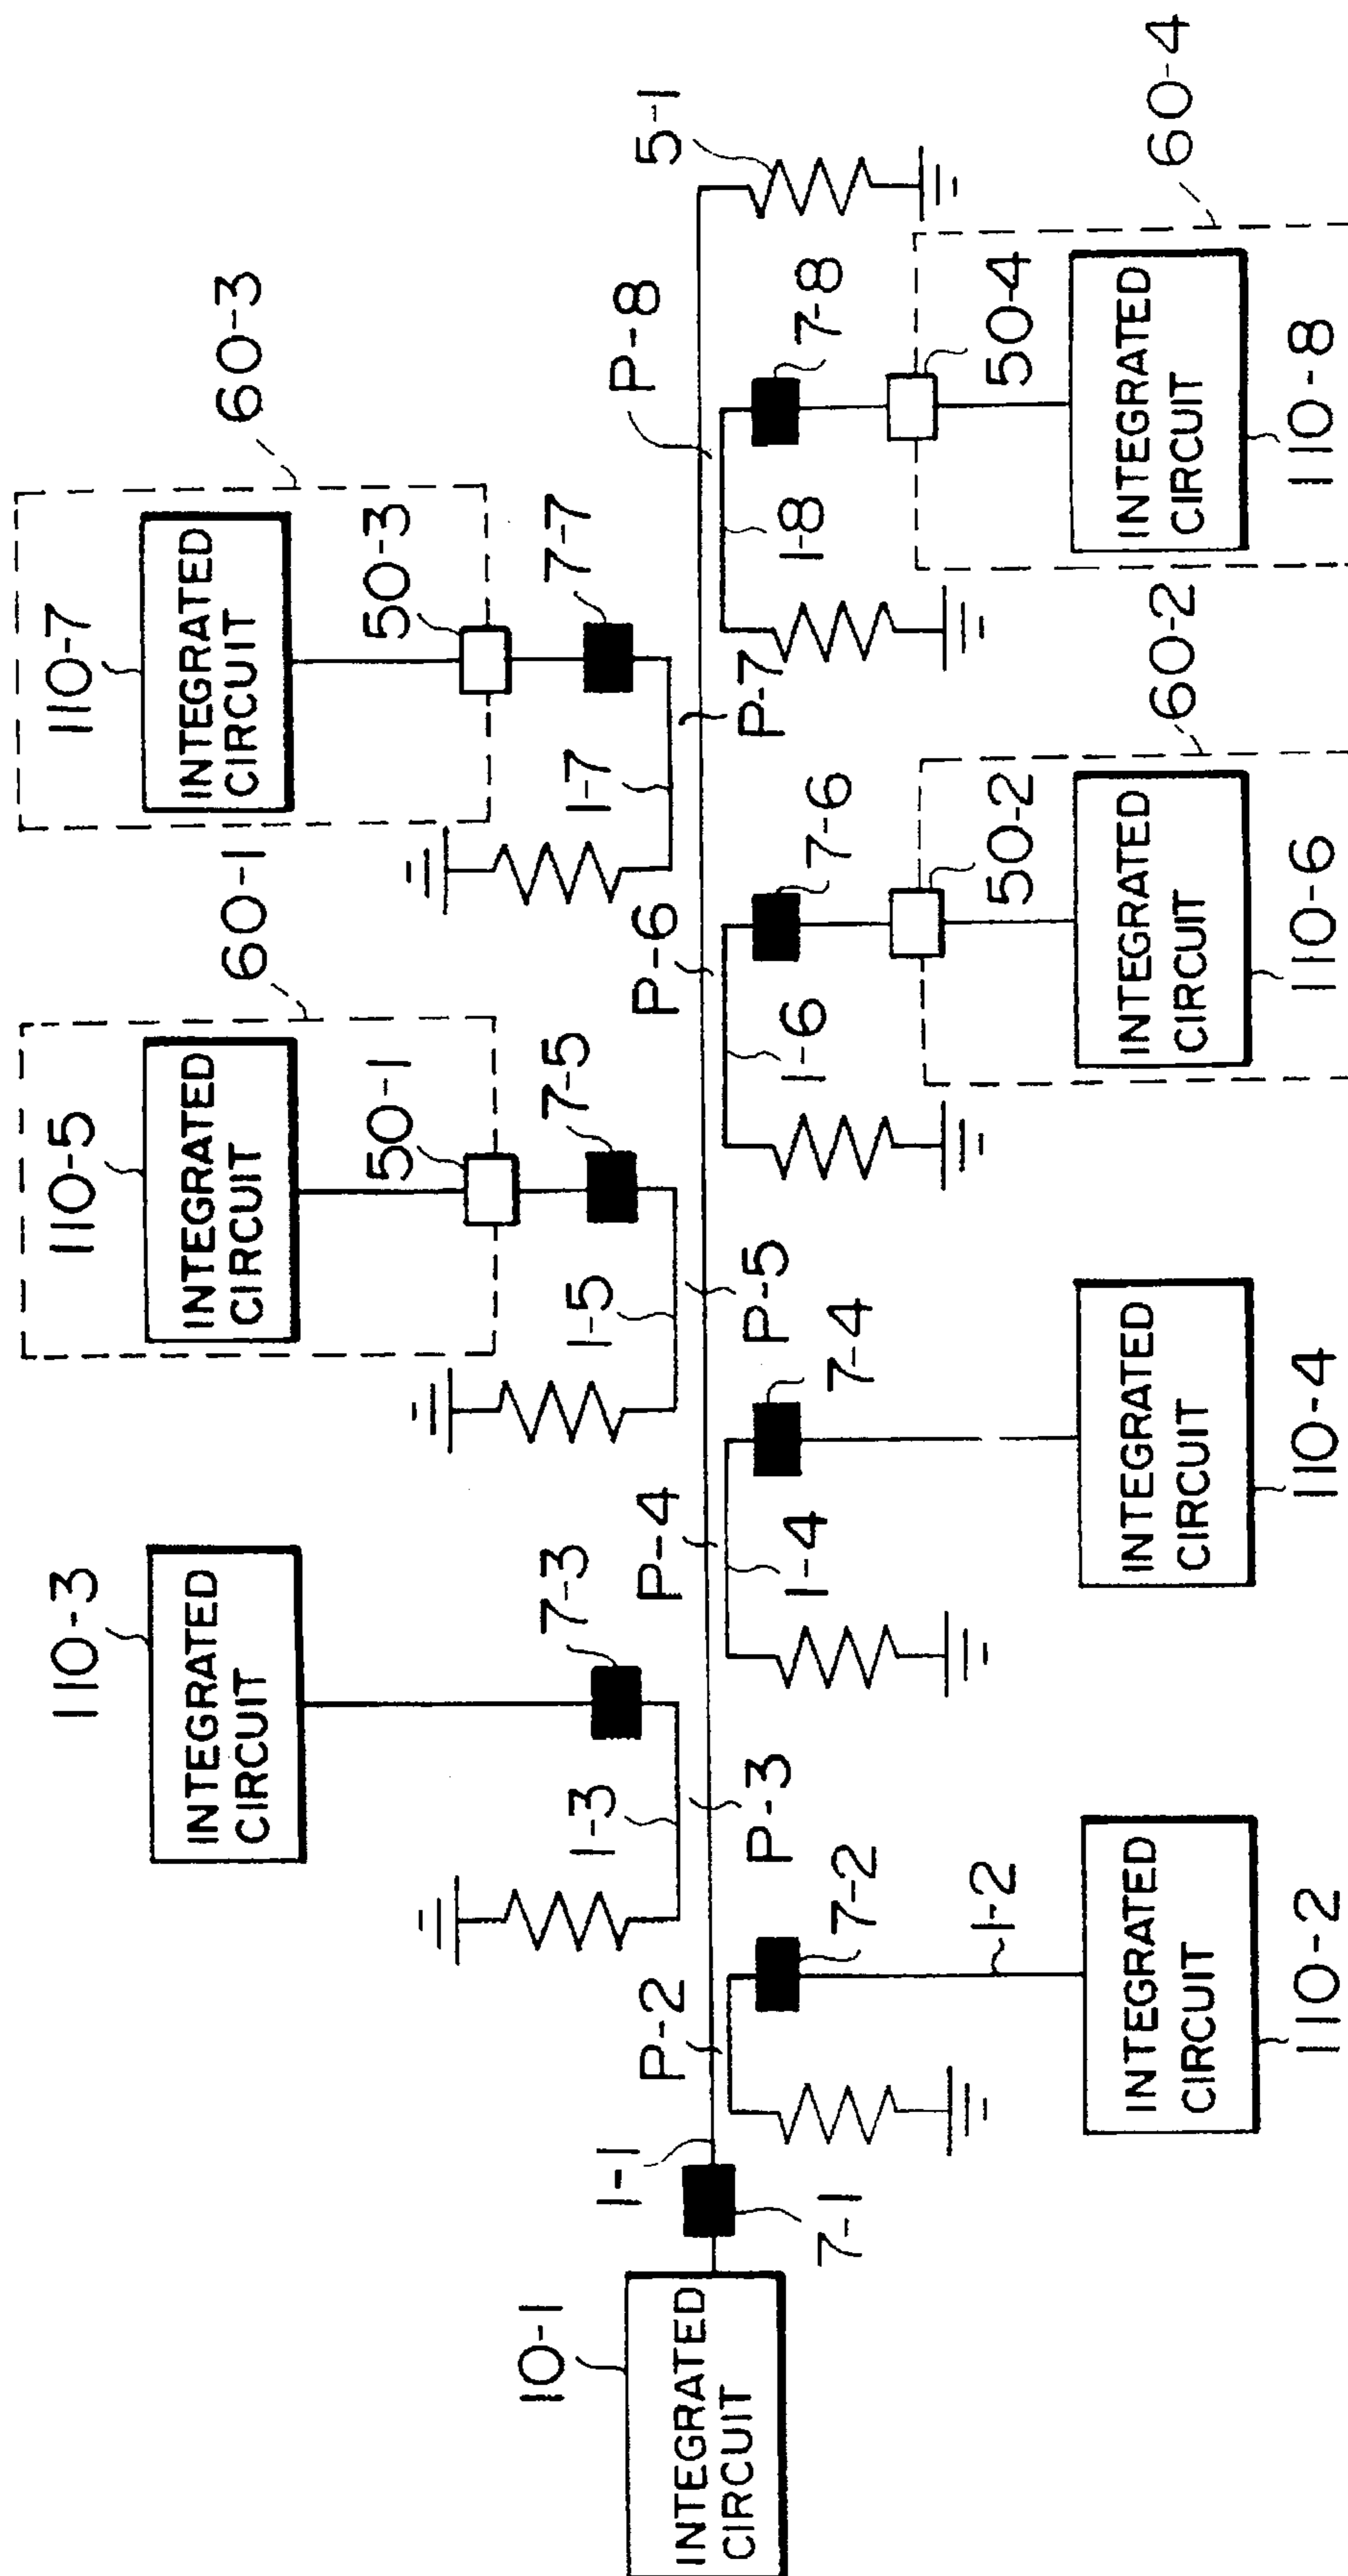 110-7
INTEGRATED
CIRCUIT
60-3
50-3
7-7
1-7
110-5
INTEGRATED
CIRCUIT
60-1
50-1
7-5
1-5
110-3
INTEGRATED
CIRCUIT
7-3
1-3
10-1
INTEGRATED
CIRCUIT
7-1
1-1
P-2
P-3
P-4
P-5
P-6
P-7
P-8
5-1
7-2
1-2
INTEGRATED
CIRCUIT
110-2
7-4
1-4
INTEGRATED
CIRCUIT
110-4
7-6
1-6
50-2
60-2
INTEGRATED
CIRCUIT
110-6
7-8
1-8
50-4
60-4
INTEGRATED
CIRCUIT
110-8